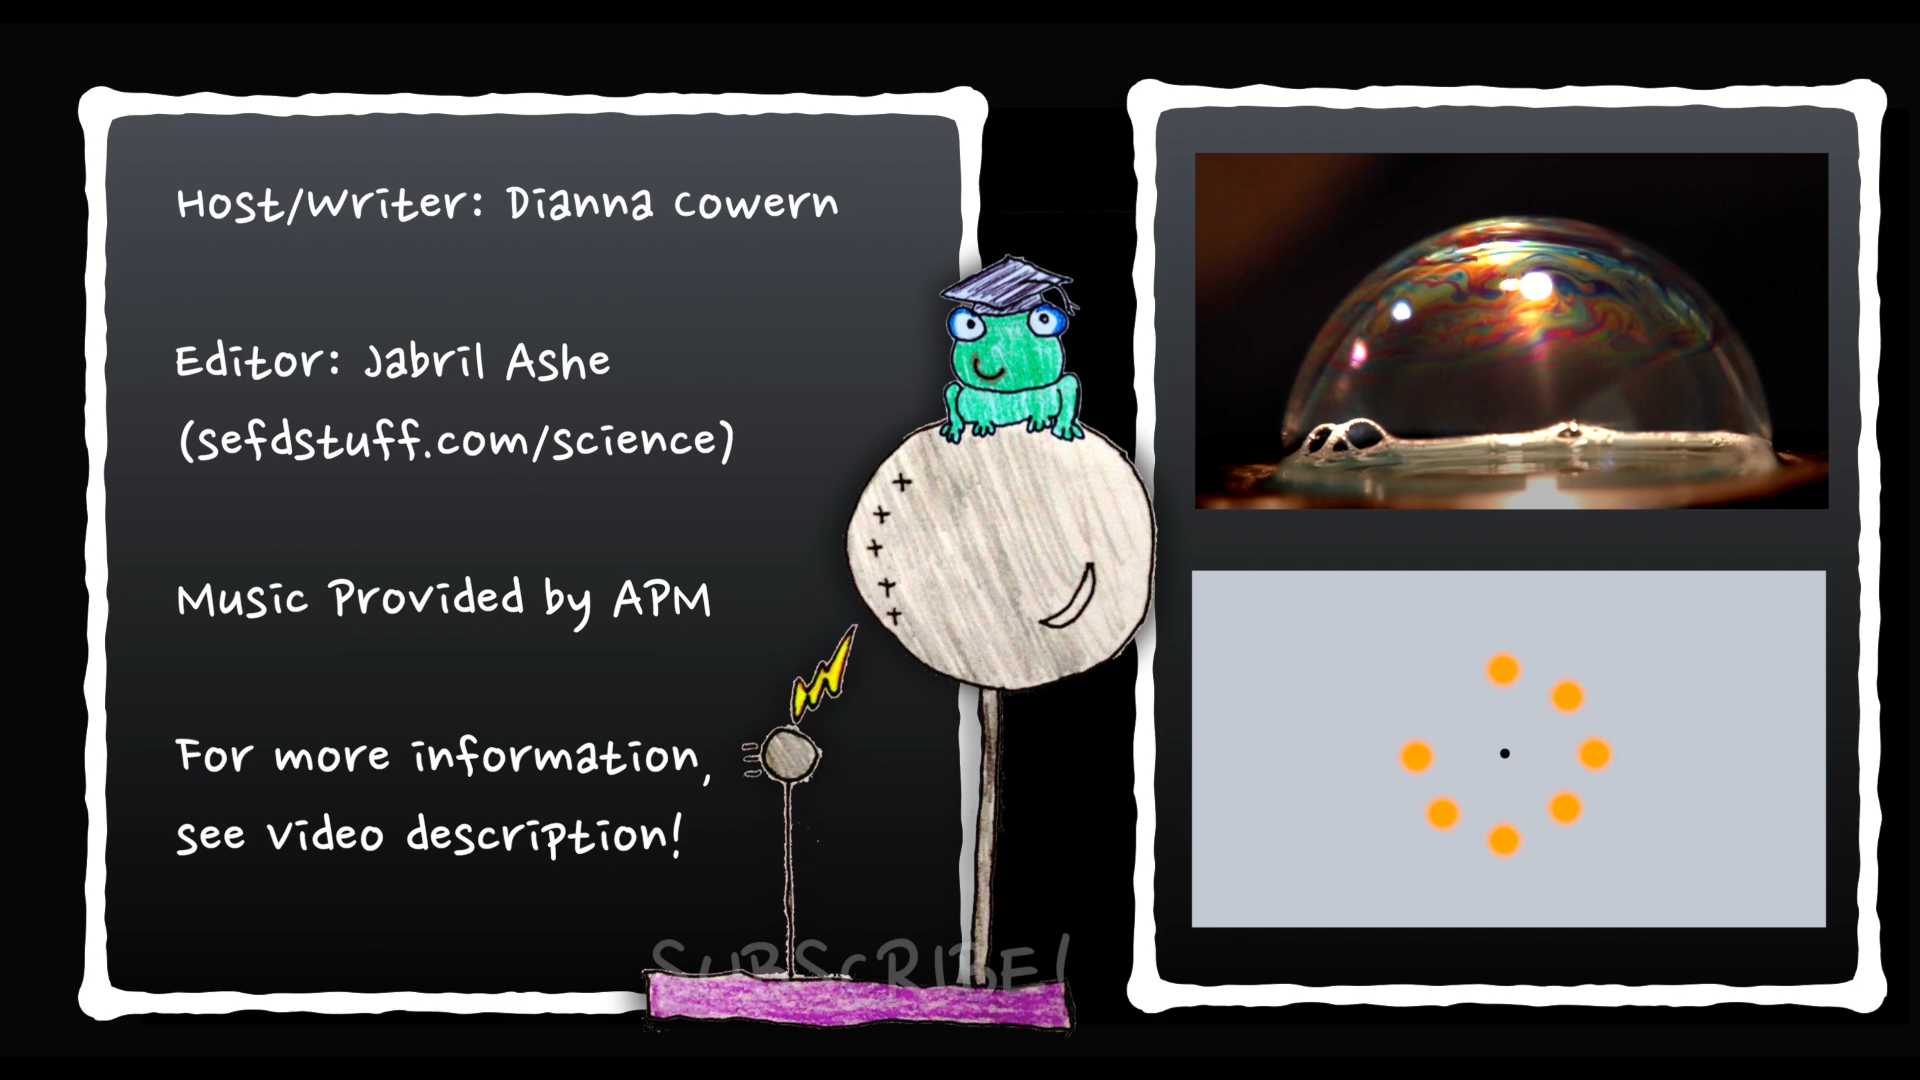 Host/Writer: Dianna Cowern
Editor: Jabril Ashe
(sefdstuff.com/science)
Music Provided by APM
For more information,
see video description!
+
+
+
+
+
SUBSCRIBE!